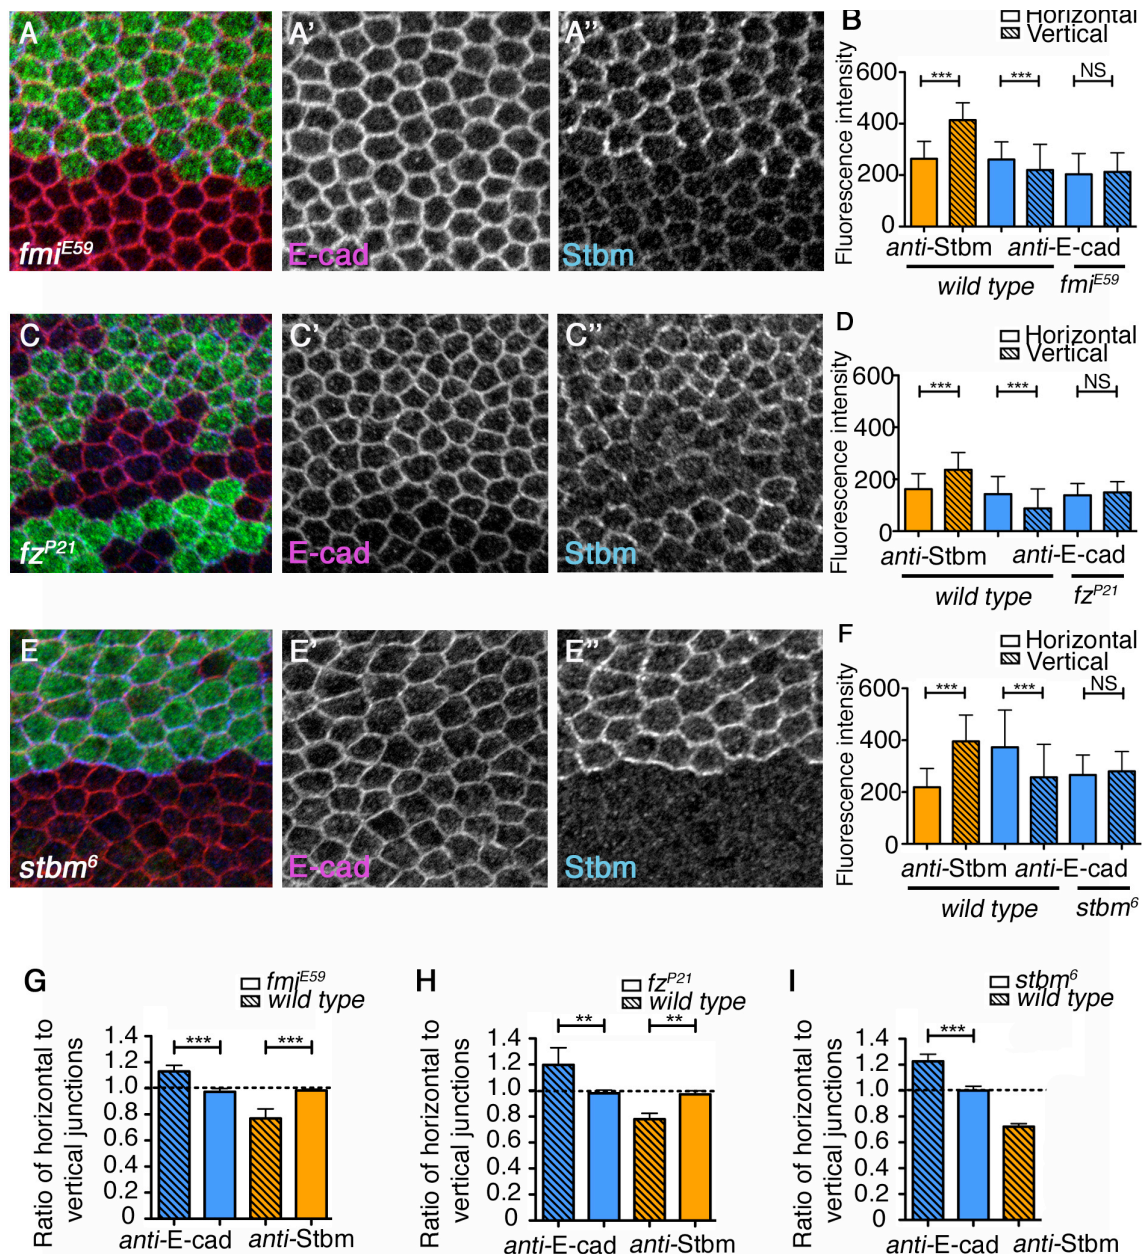 A
fmiE59
A'
E-cad
A''
Stbm
B
Horizontal
Vertical
Fluorescence intensity
600
400
200
0
***
***
NS
anti-Stbm
anti-E-cad
wild type
fmiE59
C
fzP21
C'
E-cad
C''
Stbm
D
Horizontal
Vertical
Fluorescence intensity
600
400
200
0
***
***
NS
anti-Stbm
anti-E-cad
wild type
fzP21
E
stbm6
E'
E-cad
E''
Stbm
F
Horizontal
Vertical
Fluorescence intensity
600
400
200
0
***
***
NS
anti-Stbm
anti-E-cad
wild type
stbm6
G
fmiE59
wild type
Ratio of horizontal to
vertical junctions
1.4
1.2
1.0
0.8
0.6
0.4
0.2
0
***
***
anti-E-cad
anti-Stbm
H
fzP21
wild type
Ratio of horizontal to
vertical junctions
1.4
1.2
1.0
0.8
0.6
0.4
0.2
0
**
**
anti-E-cad
anti-Stbm
I
stbm6
wild type
Ratio of horizontal to
vertical junctions
1.4
1.2
1.0
0.8
0.6
0.4
0.2
0
***
anti-E-cad
anti-Stbm